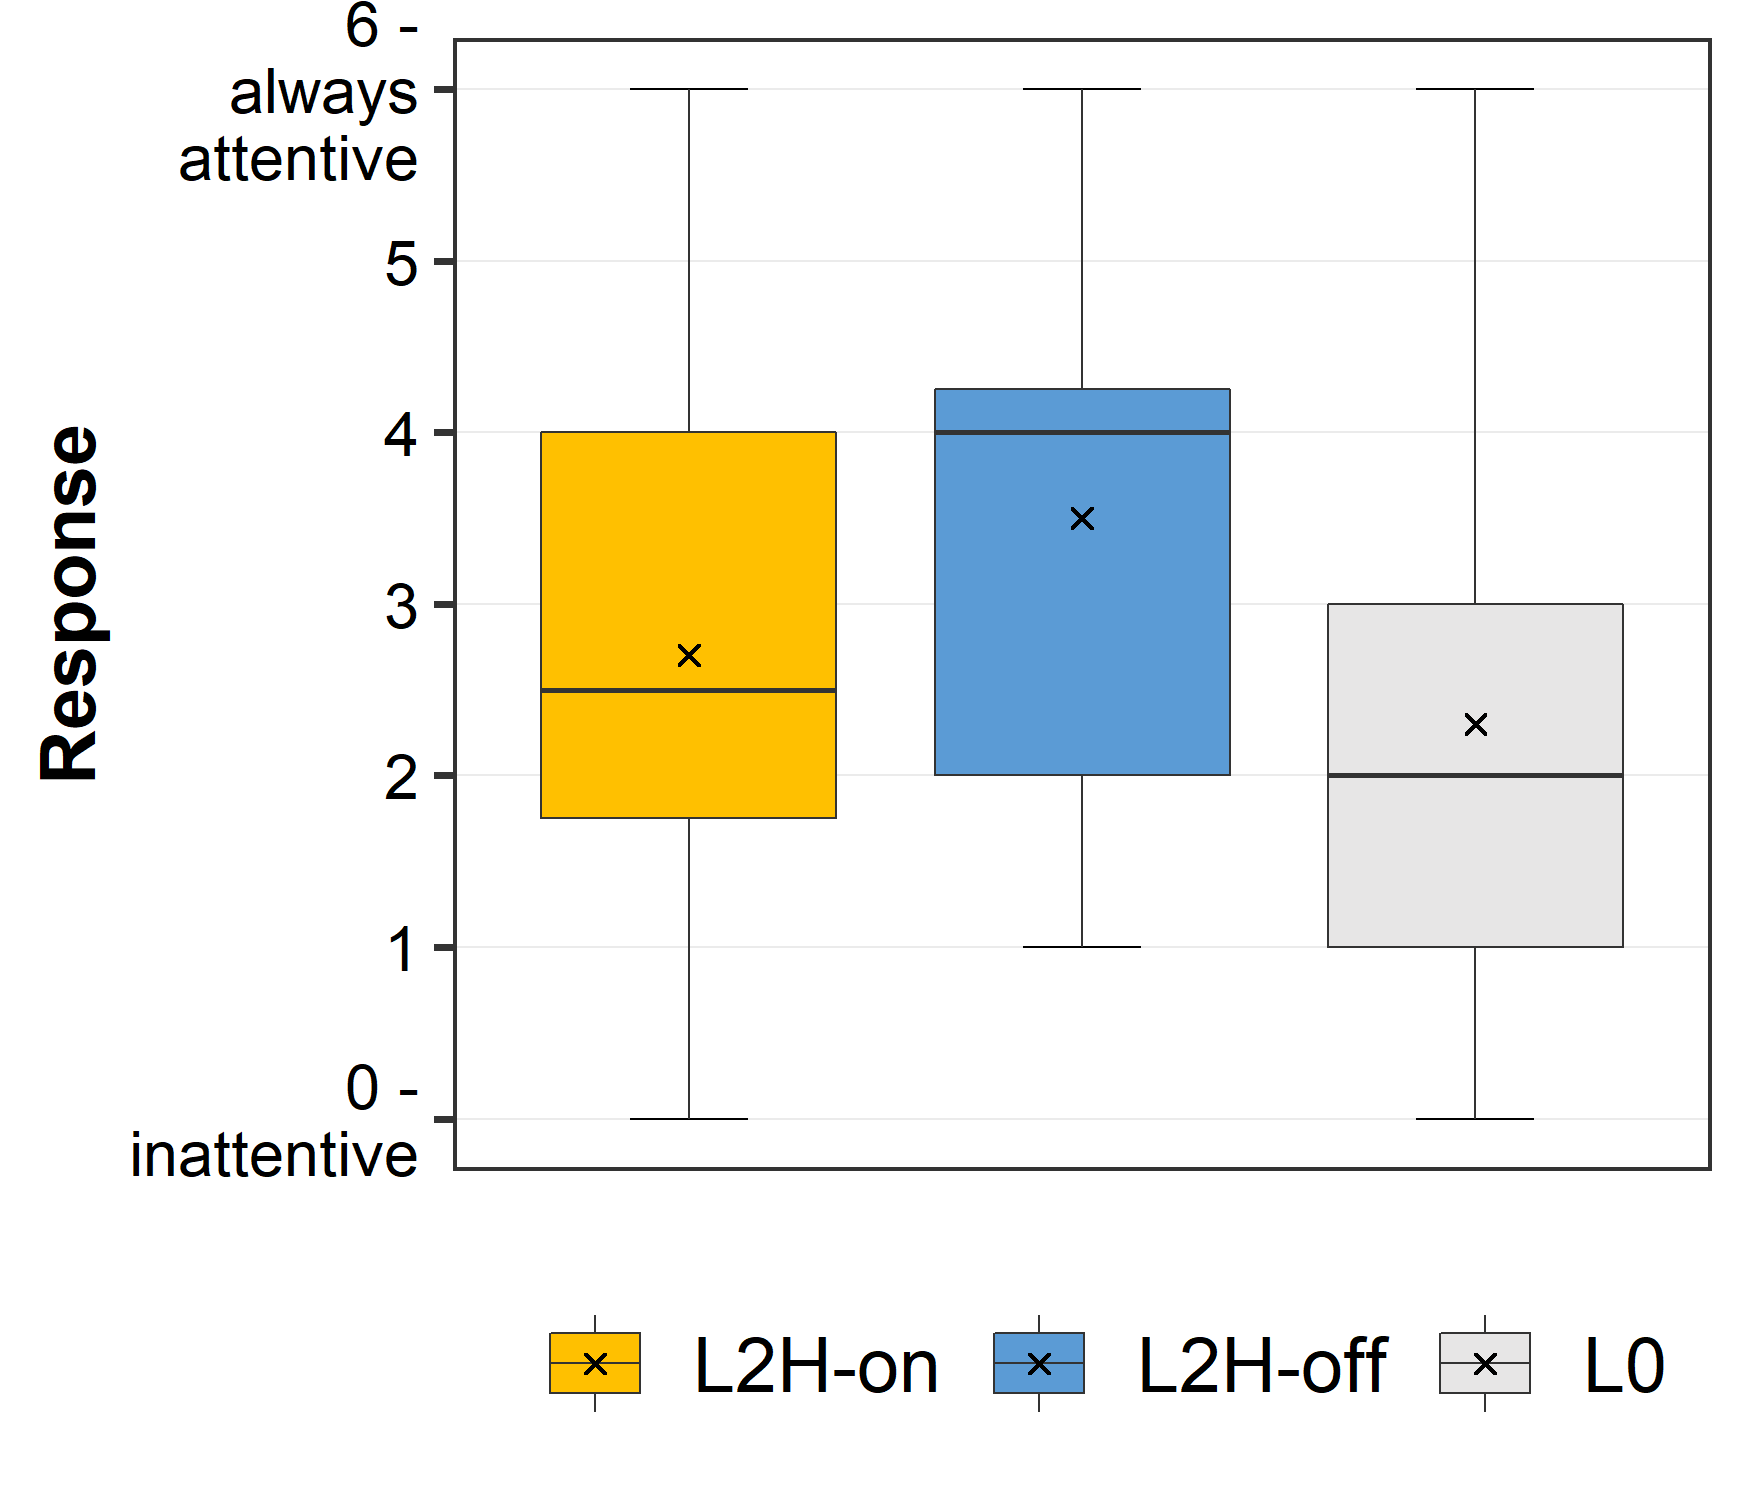 6 -
always
attentive
5
4
3
2
1
0 -
inattentive
Response
L2H-on
L2H-off
L0